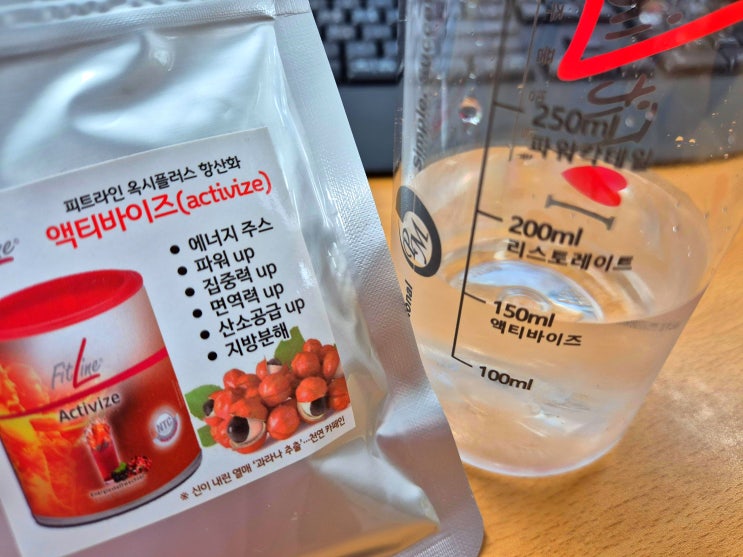 피트라인 옥시플러스 항산화
액티바이즈(activize)
에너지 주스
파워 up
집중력 up
면역력 up
산소공급 up
지방분해
FitLine
Activize
NTC
※ 신이 내린 열매 '과라나 추출'...천연 카페인
250ml
파워칵테일
200ml
리스토레이트
150ml
액티바이즈
100ml